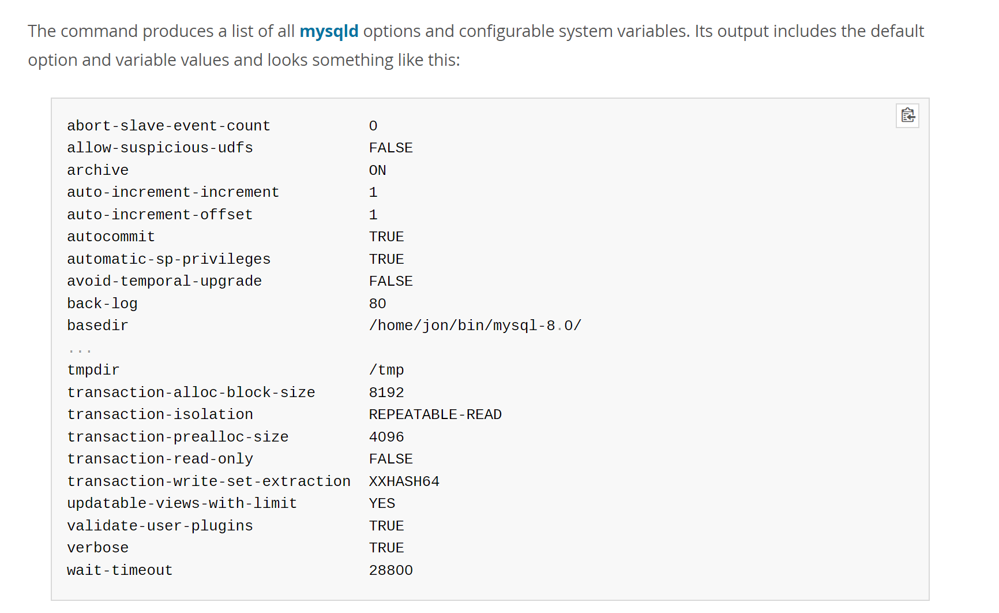 The command produces a list of all mysqld options and configurable system variables. Its output includes the default
option and variable values and looks something like this:
abort-slave-event-count 0
allow-suspicious-udfs FALSE
archive ON
auto-increment-increment 1
auto-increment-offset 1
autocommit TRUE
automatic-sp-privileges TRUE
avoid-temporal-upgrade FALSE
back-log 80
basedir /home/jon/bin/mysql-8.0/
...
tmpdir /tmp
transaction-alloc-block-size 8192
transaction-isolation REPEATABLE-READ
transaction-prealloc-size 4096
transaction-read-only FALSE
transaction-write-set-extraction XXHASH64
updatable-views-with-limit YES
validate-user-plugins TRUE
verbose TRUE
wait-timeout 28800